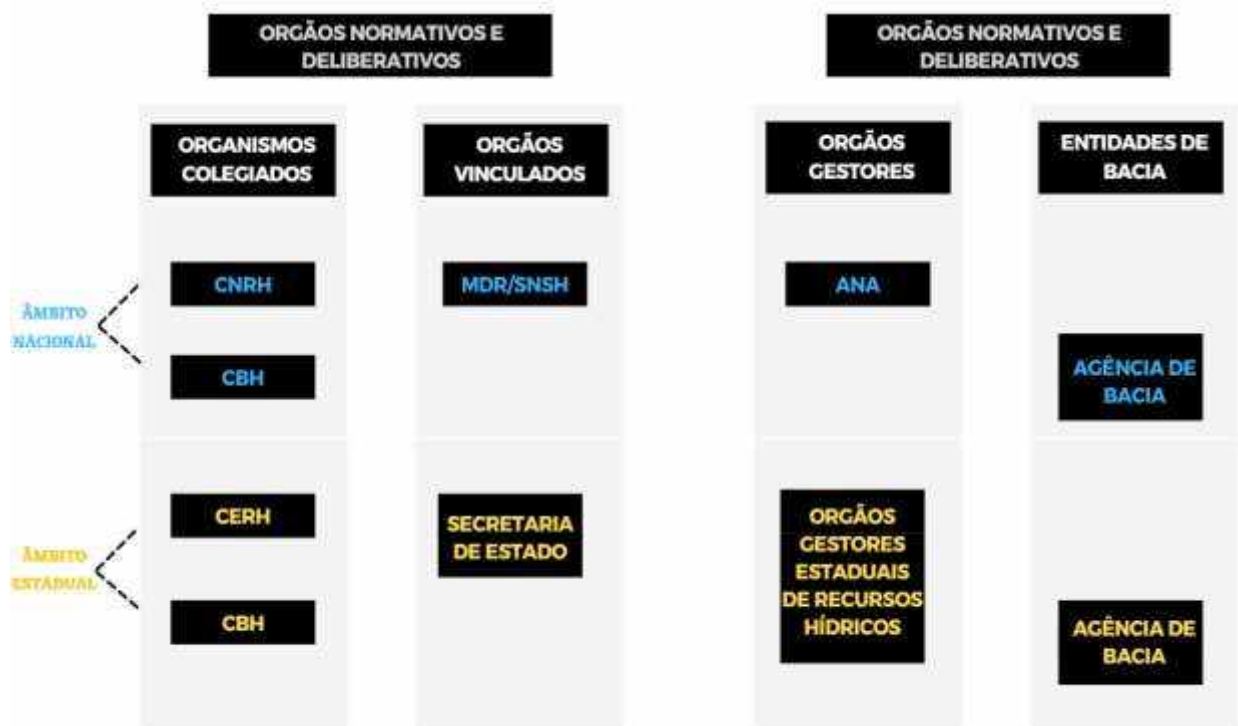 ORGÃOS NORMATIVOS E
DELIBERATIVOS
ORGÃOS NORMATIVOS E
DELIBERATIVOS
ORGANISMOS
COLEGIADOS
ORGÃOS
VINCULADOS
ORGÃOS
GESTORES
ENTIDADES DE
BACIA
ÂMBITO
NACIONAL
CNRH
MDR/SNSH
ANA
CBH
AGÊNCIA DE
BACIA
ÂMBITO
ESTADUAL
CERH
SECRETARIA
DE ESTADO
ORGÃOS
GESTORES
ESTADUAIS
DE RECURSOS
HÍDRICOS
CBH
AGÊNCIA DE
BACIA